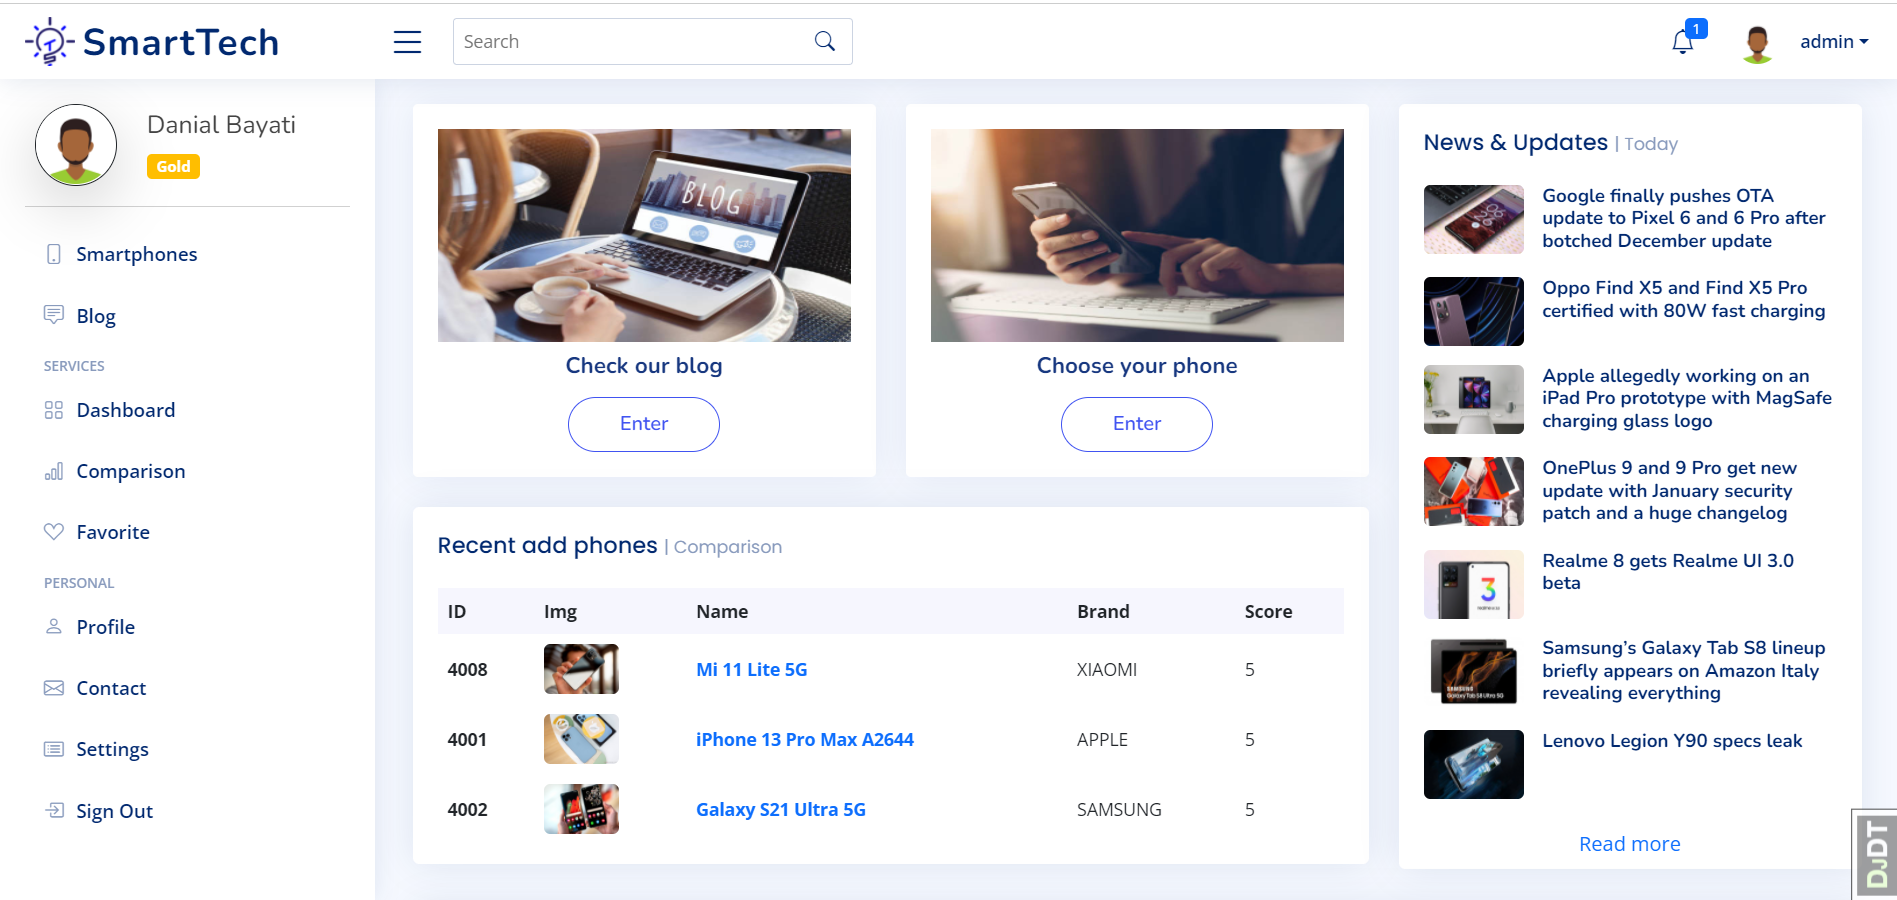 SmartTech
Search
1
admin
Danial Bayati
Gold
Smartphones
Blog
SERVICES
Dashboard
Comparison
Favorite
PERSONAL
Profile
Contact
Settings
Sign Out
BLOG
Check our blog
Enter
Choose your phone
Enter
Recent add phones | Comparison
ID Img Name Brand Score
4008 Mi 11 Lite 5G XIAOMI 5
4001 iPhone 13 Pro Max A2644 APPLE 5
4002 Galaxy S21 Ultra 5G SAMSUNG 5
News & Updates | Today
Google finally pushes OTA
update to Pixel 6 and 6 Pro after
botched December update
Oppo Find X5 and Find X5 Pro
certified with 80W fast charging
Apple allegedly working on an
iPad Pro prototype with MagSafe
charging glass logo
OnePlus 9 and 9 Pro get new
update with January security
patch and a huge changelog
3
Realme 8 gets Realme UI 3.0
beta
SAMSUNG
Galaxy Tab S8 Ultra 5G
Samsung’s Galaxy Tab S8 lineup
briefly appears on Amazon Italy
revealing everything
Lenovo Legion Y90 specs leak
Read more
DJDT